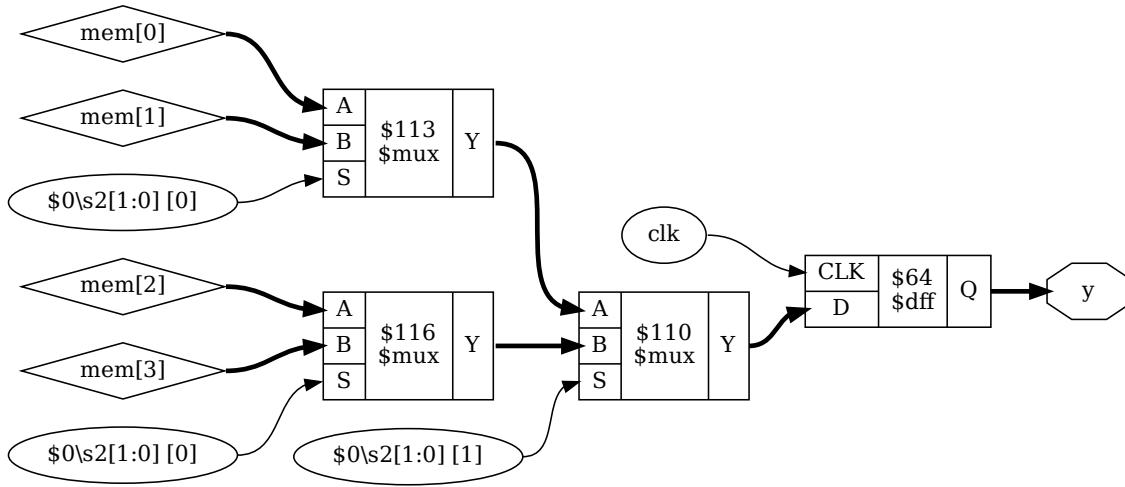 mem[0]
mem[1]
$0\s2[1:0] [0]
A
B
S
$113
$mux
Y
mem[2]
mem[3]
$0\s2[1:0] [0]
A
B
S
$116
$mux
Y
$0\s2[1:0] [1]
A
B
S
$110
$mux
Y
clk
CLK
D
$64
$dff
Q
y